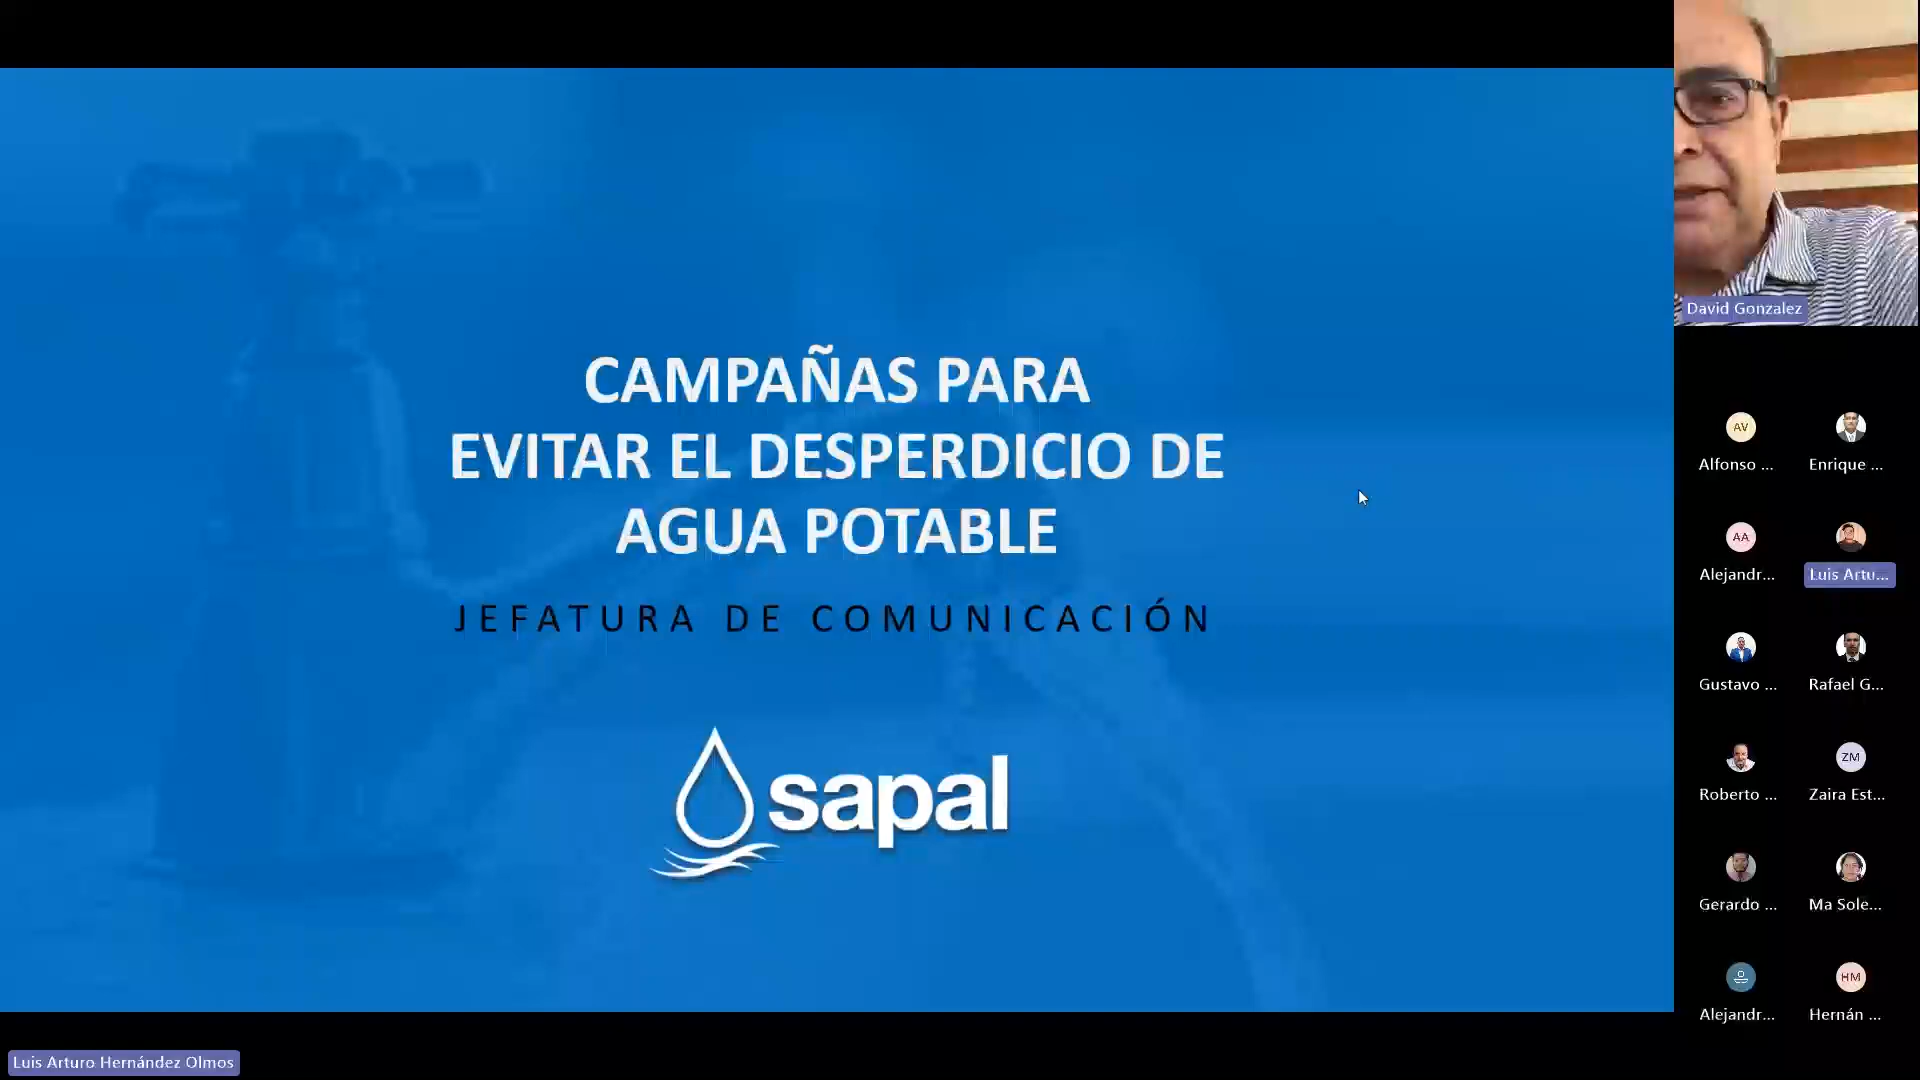 CAMPAÑAS PARA
EVITAR EL DESPERDICIO DE
AGUA POTABLE
JEFATURA DE COMUNICACIÓN
sapal
David Gonzalez
AV
Alfonso ...
Enrique ...
AA
Alejandr...
Luis Artu...
Gustavo ...
Rafael G...
Roberto ...
ZM
Zaira Est...
Gerardo ...
Ma Sole...
Alejandr...
HM
Hernán ...
Luis Arturo Hernández Olmos